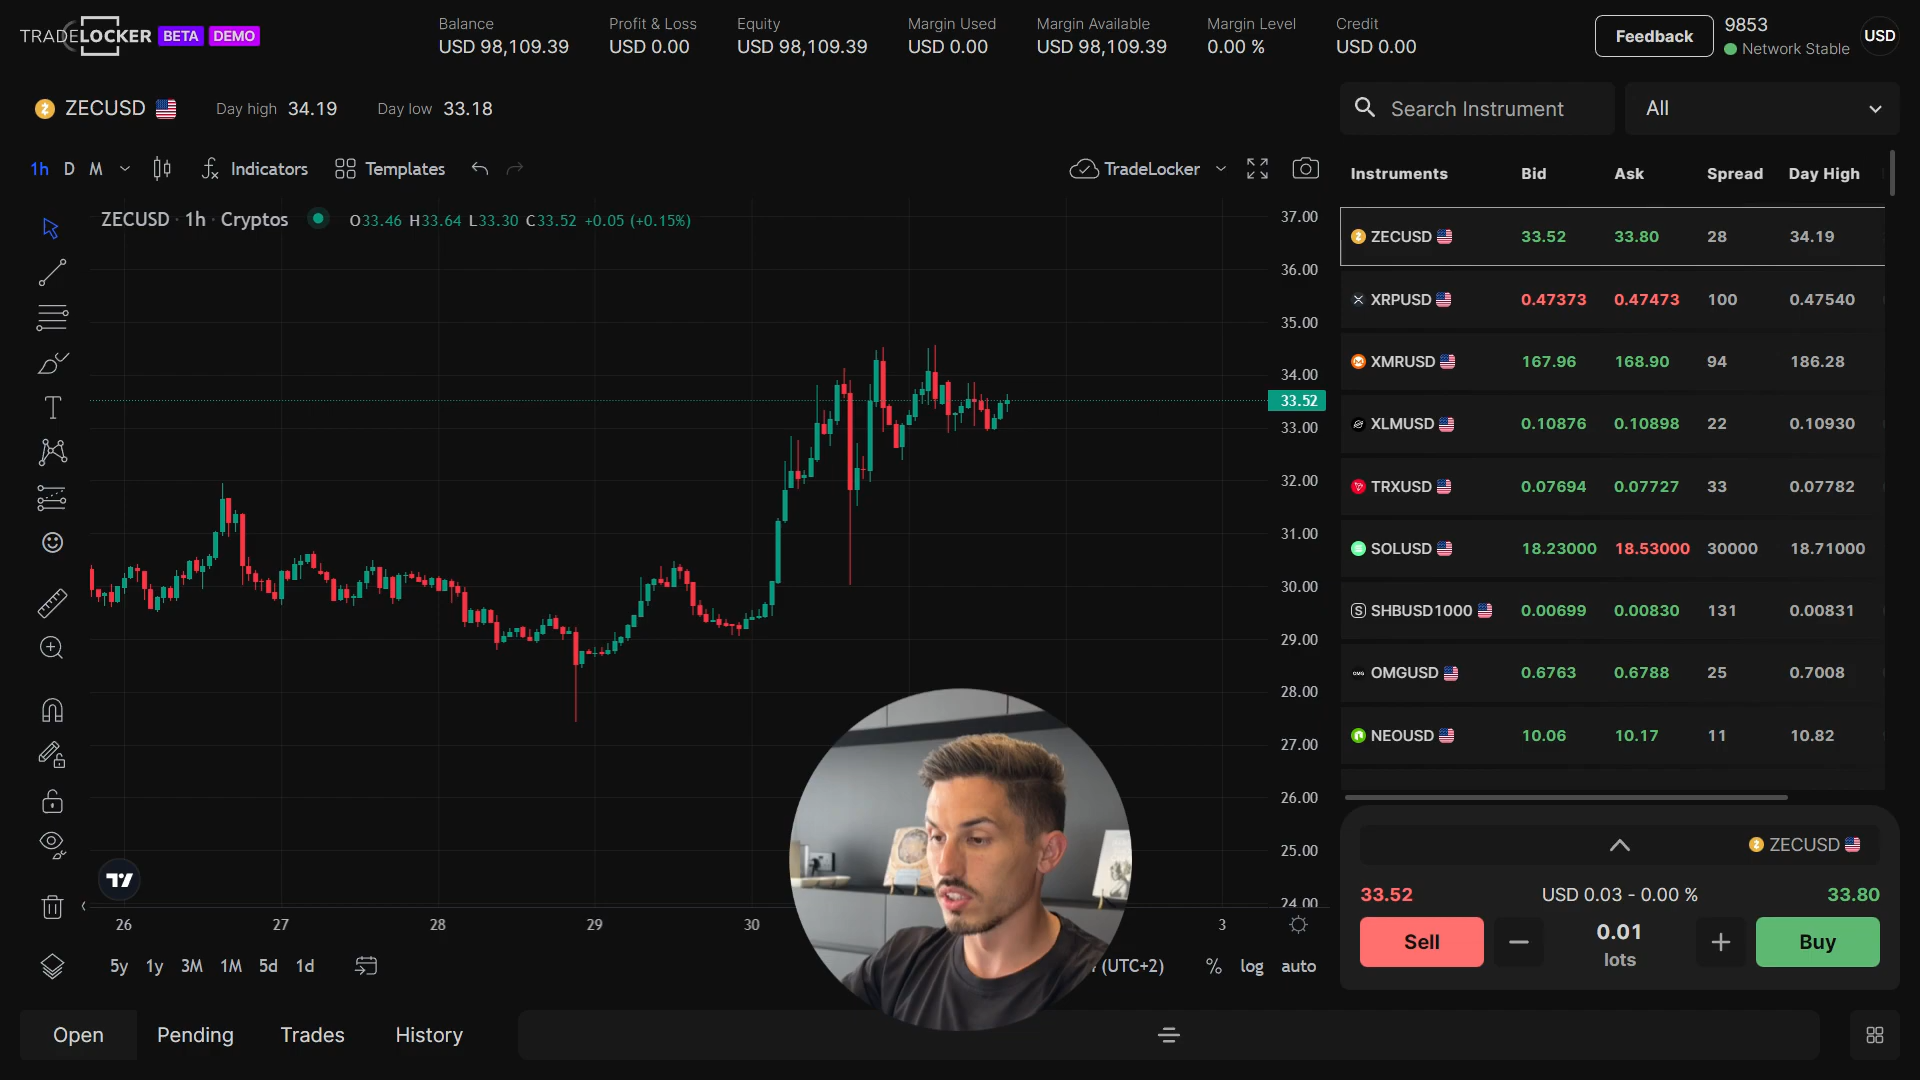 TRADELOCKER BETA DEMO
Balance
USD 98,109.39
Profit & Loss
USD 0.00
Equity
USD 98,109.39
Margin Used
USD 0.00
Margin Available
USD 98,109.39
Margin Level
0.00 %
Credit
USD 0.00
Feedback
9853
Network Stable
USD
ZECUSD
Day high 34.19
Day low 33.18
Search Instrument
All
1h D M
Indicators
Templates
TradeLocker
ZECUSD · 1h · Cryptos
O33.46 H33.64 L33.30 C33.52 +0.05 (+0.15%)
37.00
36.00
35.00
34.00
33.52
33.00
32.00
31.00
30.00
29.00
28.00
27.00
26.00
25.00
24.00
26 27 28 29 30 3
5y 1y 3M 1M 5d 1d
(UTC+2) % log auto
Instruments Bid Ask Spread Day High
ZECUSD 33.52 33.80 28 34.19
XRPUSD 0.47373 0.47473 100 0.47540
XMRUSD 167.96 168.90 94 186.28
XLMUSD 0.10876 0.10898 22 0.10930
TRXUSD 0.07694 0.07727 33 0.07782
SOLUSD 18.23000 18.53000 30000 18.71000
SHBUSD1000 0.00699 0.00830 131 0.00831
OMGUSD 0.6763 0.6788 25 0.7008
NEOUSD 10.06 10.17 11 10.82
ZECUSD
33.52 USD 0.03 - 0.00 % 33.80
Sell
0.01
lots
Buy
Open Pending Trades History